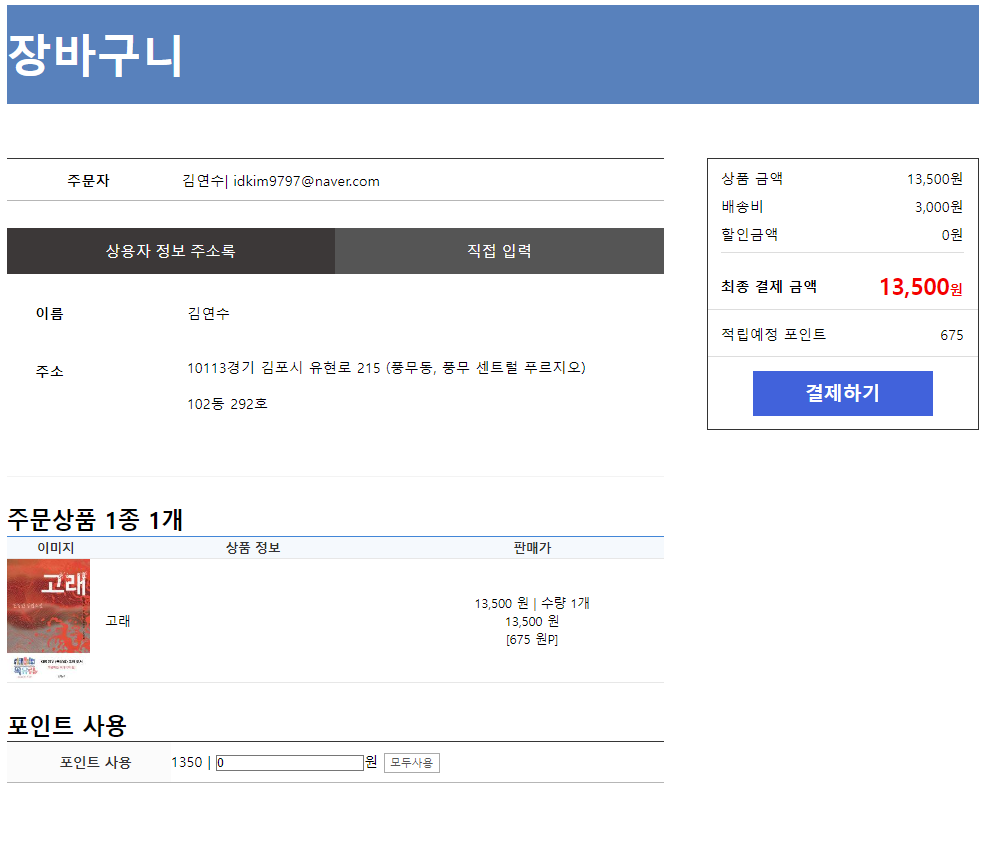 장바구니
주문자 김연수| idkim9797@naver.com
상용자 정보 주소록 직접 입력
이름 김연수
주소 10113경기 김포시 유현로 215 (풍무동, 풍무 센트럴 푸르지오)
102동 292호
상품 금액 13,500원
배송비 3,000원
할인금액 0원
최종 결제 금액 13,500원
적립예정 포인트 675
결제하기
주문상품 1종 1개
이미지 상품 정보 판매가
고래
고래
13,500 원 | 수량 1개
13,500 원
[675 원P]
포인트 사용
포인트 사용 1350 | 0 원 모두사용